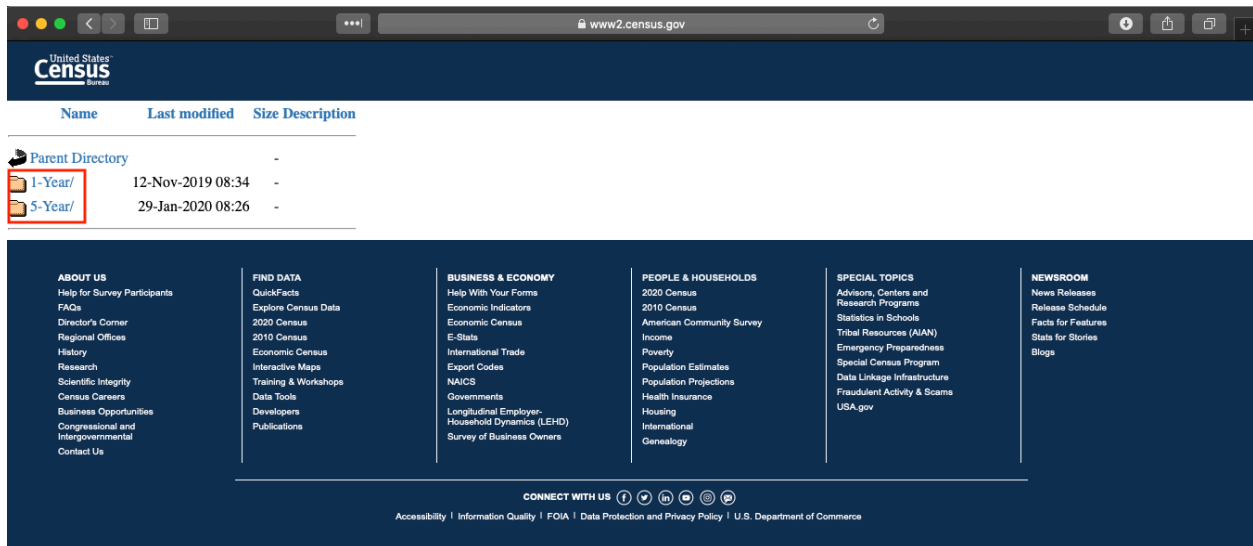 www2.census.gov
United States®
Census
Bureau
Name Last modified Size Description
Parent Directory -
1-Year/ 12-Nov-2019 08:34 -
5-Year/ 29-Jan-2020 08:26 -
ABOUT US
Help for Survey Participants
FAQs
Director's Corner
Regional Offices
History
Research
Scientific Integrity
Census Careers
Business Opportunities
Congressional and
Intergovernmental
Contact Us
FIND DATA
QuickFacts
Explore Census Data
2020 Census
2010 Census
Economic Census
Interactive Maps
Training & Workshops
Data Tools
Developers
Publications
BUSINESS & ECONOMY
Help With Your Forms
Economic Indicators
Economic Census
E-Stats
International Trade
Export Codes
NAICS
Governments
Longitudinal Employer-
Household Dynamics (LEHD)
Survey of Business Owners
PEOPLE & HOUSEHOLDS
2020 Census
2010 Census
American Community Survey
Income
Poverty
Population Estimates
Population Projections
Health Insurance
Housing
International
Genealogy
SPECIAL TOPICS
Advisors, Centers and
Research Programs
Statistics in Schools
Tribal Resources (AIAN)
Emergency Preparedness
Special Census Program
Data Linkage Infrastructure
Fraudulent Activity & Scams
USA.gov
NEWSROOM
News Releases
Release Schedule
Facts for Features
Stats for Stories
Blogs
CONNECT WITH US
Accessibility | Information Quality | FOIA | Data Protection and Privacy Policy | U.S. Department of Commerce